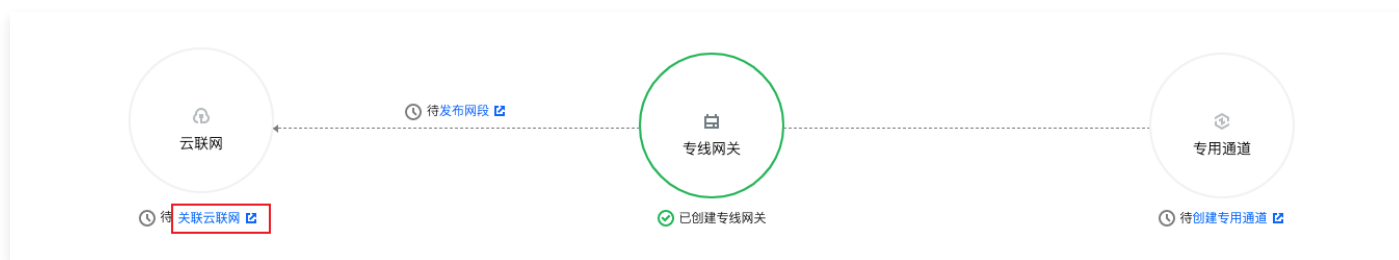 待发布网段
云联网
专线网关
专用通道
待关联云联网
已创建专线网关
待创建专用通道